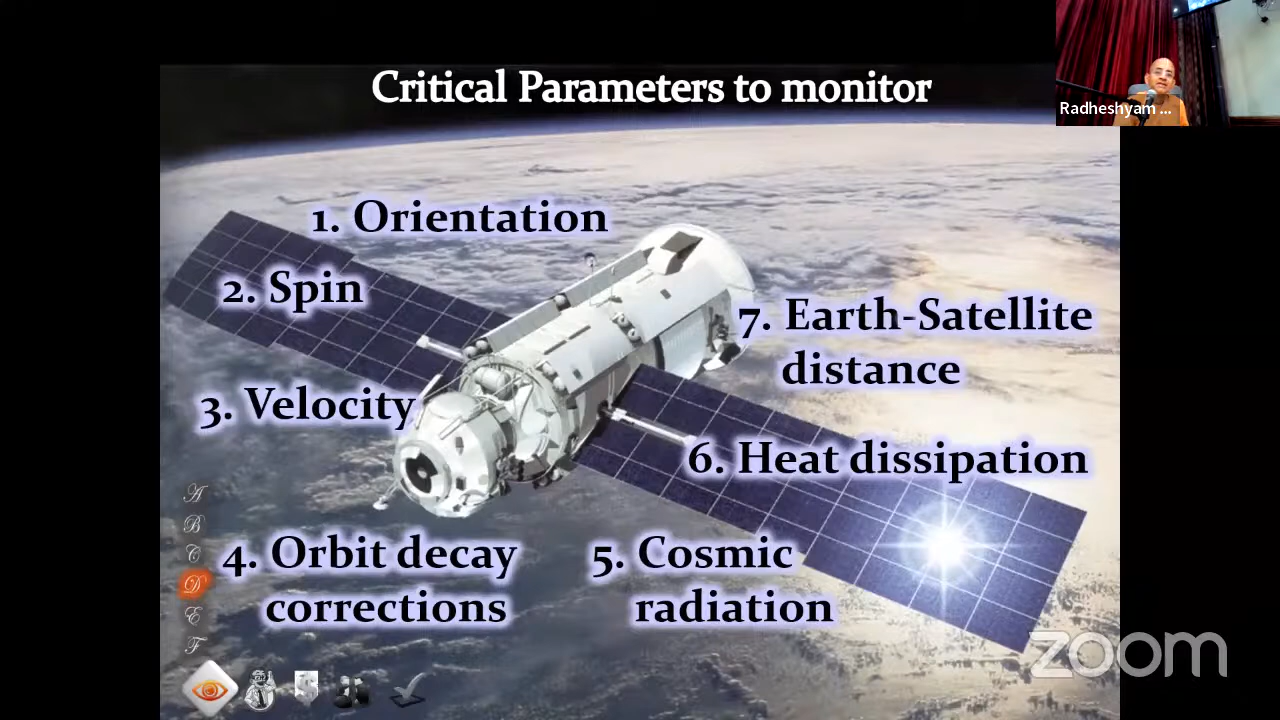 Critical Parameters to monitor
Radheshyam ...
1. Orientation
2. Spin
3. Velocity
4. Orbit decay
corrections
5. Cosmic
radiation
6. Heat dissipation
7. Earth-Satellite
distance
A
B
C
D
E
F
zoom